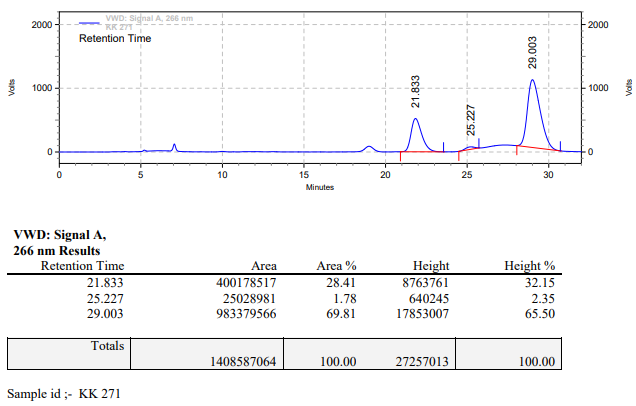 VWD: Signal A, 266 nm
KK 271
Retention Time
2000
1000
0
Volts
2000
1000
0
Volts
21.833
25.227
29.003
0 5 10 15 20 25 30
Minutes
VWD: Signal A,
266 nm Results
Retention Time Area Area % Height Height %
21.833 400178517 28.41 8763761 32.15
25.227 25028981 1.78 640245 2.35
29.003 983379566 69.81 17853007 65.50
Totals
1408587064 100.00 27257013 100.00
Sample id ;- KK 271